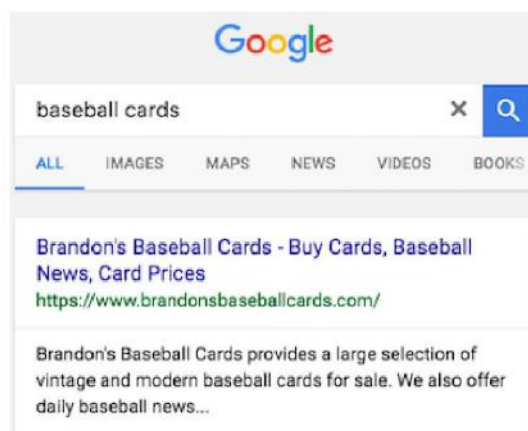 Google
baseball cards
ALL IMAGES MAPS NEWS VIDEOS BOOKS
Brandon's Baseball Cards - Buy Cards, Baseball
News, Card Prices
https://www.brandonsbaseballcards.com/
Brandon's Baseball Cards provides a large selection of
vintage and modern baseball cards for sale. We also offer
daily baseball news...